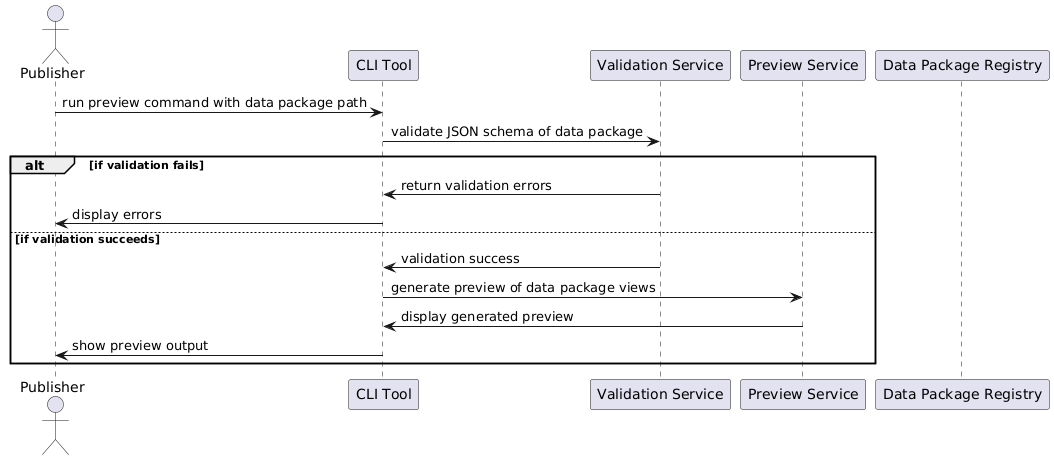 Publisher
CLI Tool
Validation Service
Preview Service
Data Package Registry
run preview command with data package path
validate JSON schema of data package
alt
[if validation fails]
return validation errors
display errors
[if validation succeeds]
validation success
generate preview of data package views
display generated preview
show preview output
Publisher
CLI Tool
Validation Service
Preview Service
Data Package Registry